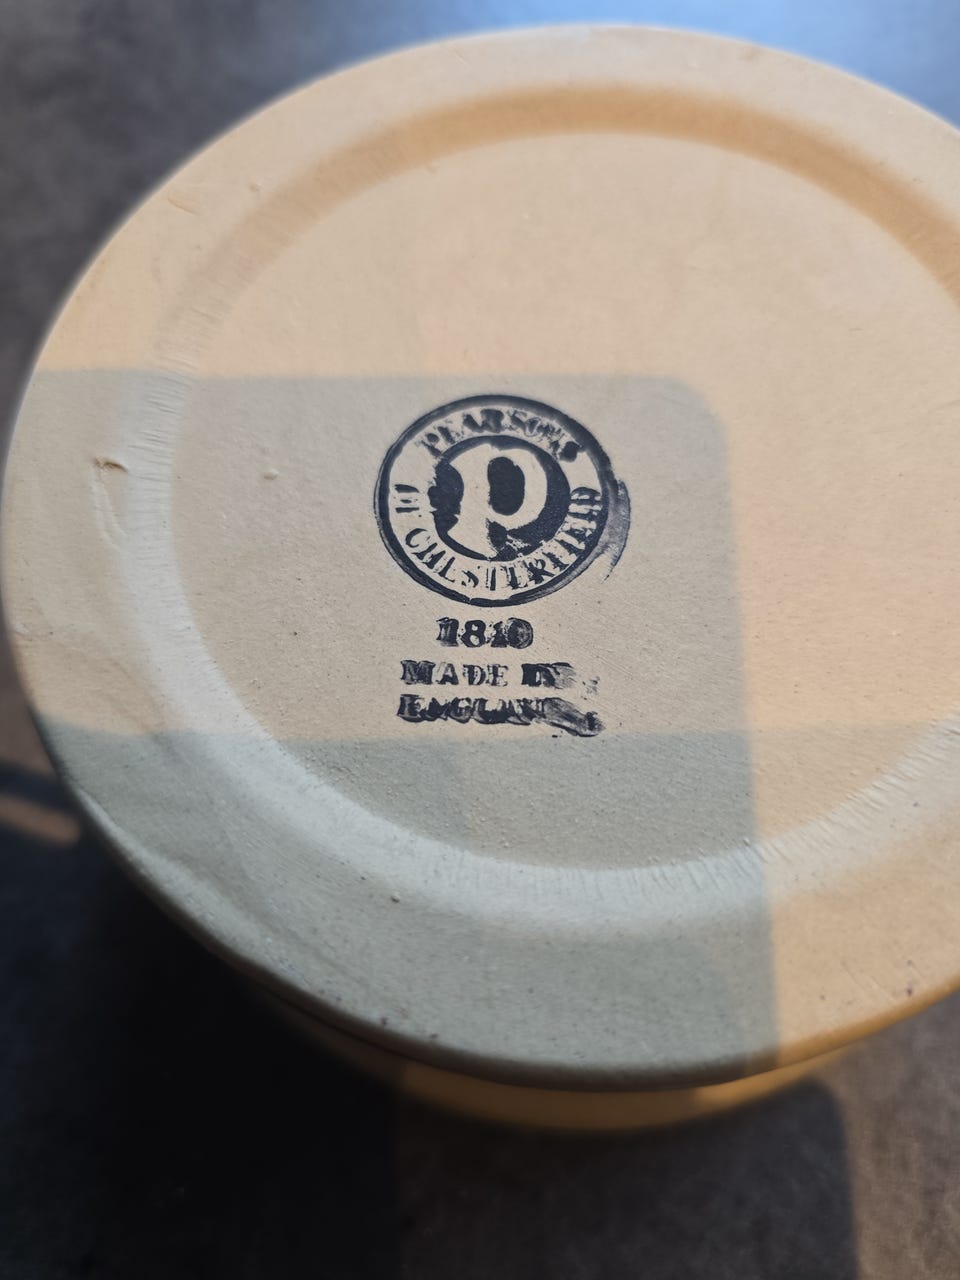 PEARSONS
OF CHESTERFIELD
P
1810
MADE IN
ENGLAND